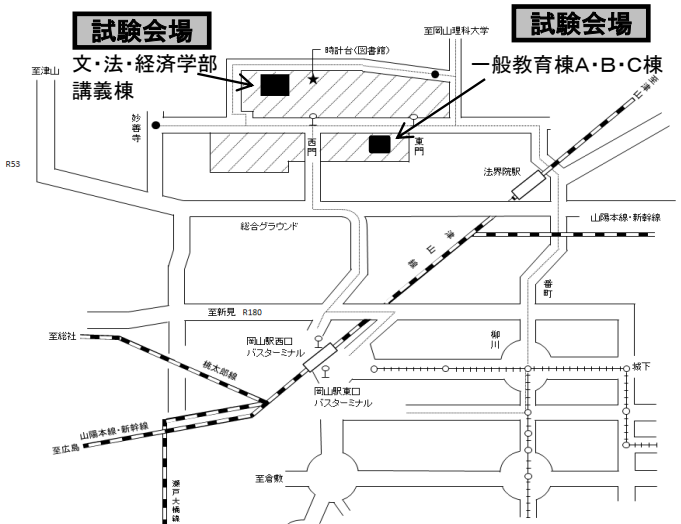 試験会場
試験会場
文・法・経済学部
講義棟
時計台(図書館)
至岡山理科大学
一般教育棟A・B・C棟
至津山
至津山
妙善寺
西門
東門
R53
法界院駅
総合グラウンド
津山線
山陽本線・新幹線
番町
至新見 R180
至総社
岡山駅西口
バスターミナル
柳川
桃太郎線
城下
岡山駅東口
バスターミナル
山陽本線・新幹線
至広島
至倉敷
瀬戸大橋線